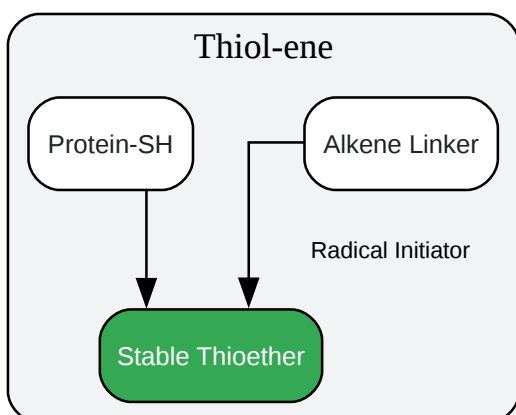 Thiol-ene
Protein-SH
Alkene Linker
Radical Initiator
Stable Thioether